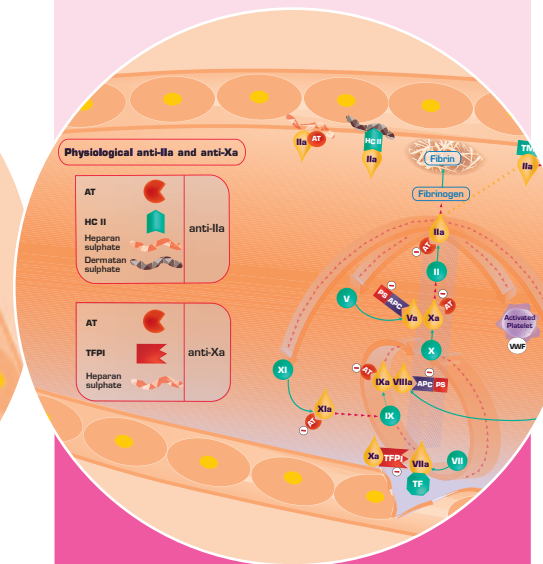 Physiological anti-IIa and anti-Xa
AT
HC II
Heparan
sulphate
Dermatan
sulphate
anti-IIa
AT
TFPI
Heparan
sulphate
anti-Xa
IIa
AT
HC II
IIa
Fibrin
Fibrinogen
TM
IIa
IIa
AT
II
V
PS
APC
Va
Xa
AT
X
Activated
Platelet
VWF
XI
AT
IXa
VIIIa
APC
PS
XIa
AT
IX
Xa
TFPI
VIIa
VII
TF